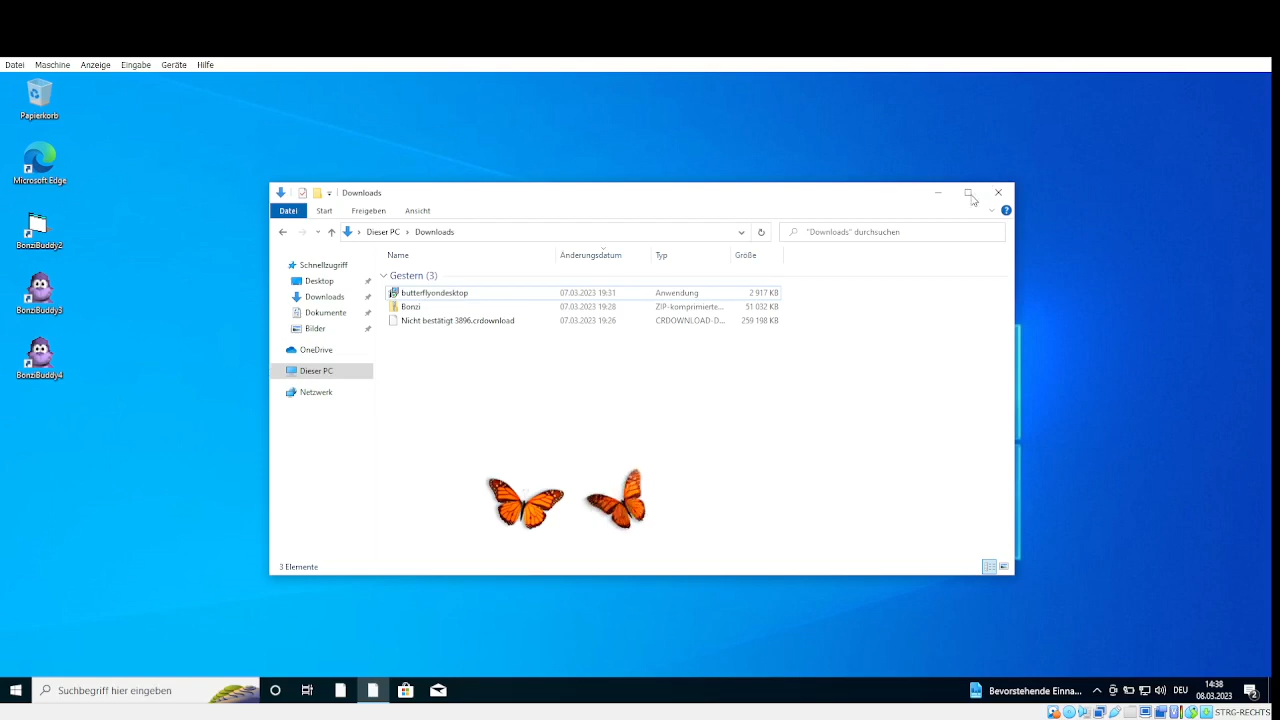 Datei Maschine Anzeige Eingabe Geräte Hilfe
Papierkorb
Microsoft Edge
BonziBuddy2
BonziBuddy3
BonziBuddy4
Downloads
Datei Start Freigeben Ansicht
Dieser PC Downloads
"Downloads" durchsuchen
Name Änderungsdatum Typ Größe
Schnellzugriff
Desktop
Downloads
Dokumente
Bilder
OneDrive
Dieser PC
Netzwerk
Gestern (3)
butterflyondesktop 07.03.2023 19:31 Anwendung 2 917 KB
Bonzi 07.03.2023 19:28 ZIP-komprimierte... 51 032 KB
Nicht bestätigt 3896.crdownload 07.03.2023 19:26 CRDOWNLOAD-D... 259 198 KB
3 Elemente
Suchbegriff hier eingeben
Bevorstehende Einna...
DEU
14:38
08.03.2023
2
STRG-RECHTS